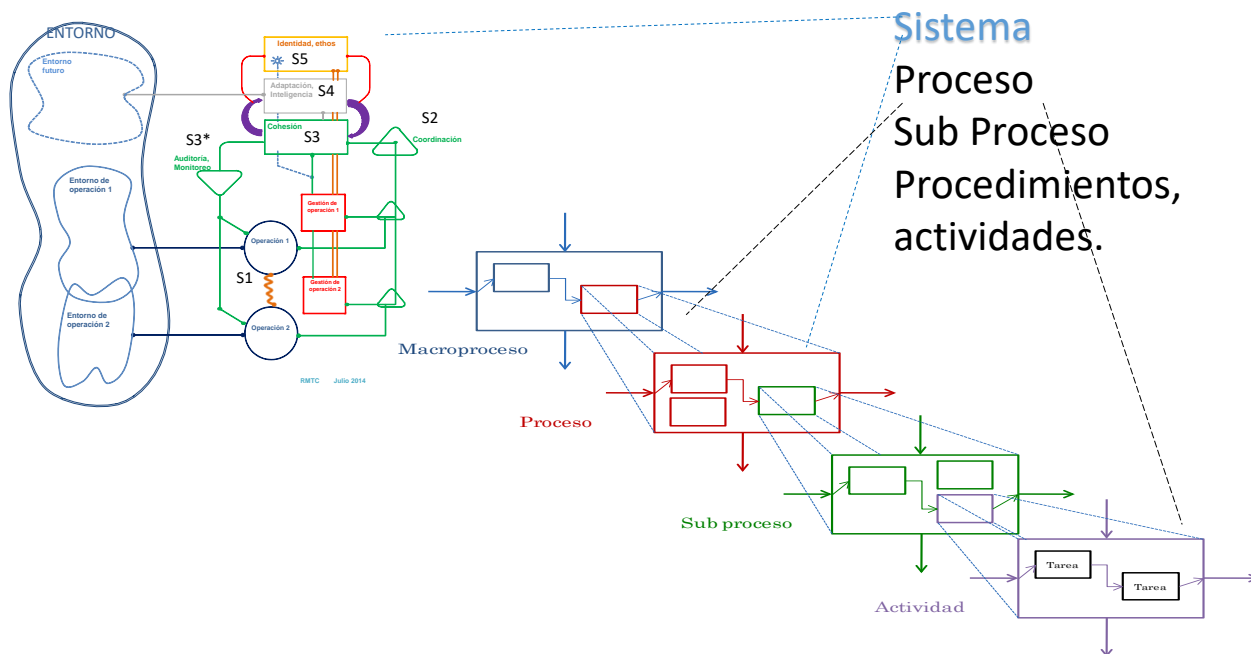 ENTORNO
Entorno
futuro
Identidad, ethos
S5
Adaptación,
Inteligencia
S4
Cohesión
S3
S2
Coordinación
S3*
Auditoría,
Monitoreo
Entorno de
operación 1
Gestión de
operación 1
Operación 1
S1
Gestión de
operación 2
Entorno de
operación 2
Operación 2
RMTC Julio 2014
Sistema
Proceso
Sub Proceso
Procedimientos,
actividades.
Macroproceso
Proceso
Sub proceso
Actividad
Tarea
Tarea